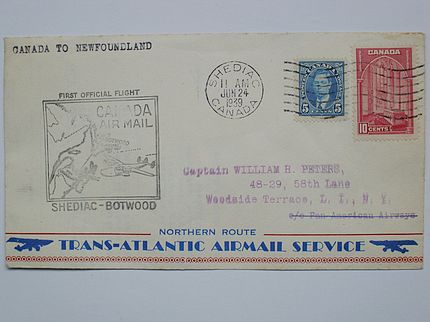 CANADA TO NEWFOUNDLAND
FIRST OFFICIAL FLIGHT
CANADA
AIR MAIL
SHEDIAC-BOTWOOD
SHEDIAC
11 AM
JUN 24
1939
CANADA
5 5
CANADA
10 CENTS
Captain WILLIAM H. PETERS,
48-29, 58th Lane
Woodside Terrace, L. I., N. Y.
c/o Pan American Airways
NORTHERN ROUTE
TRANS-ATLANTIC AIRMAIL SERVICE